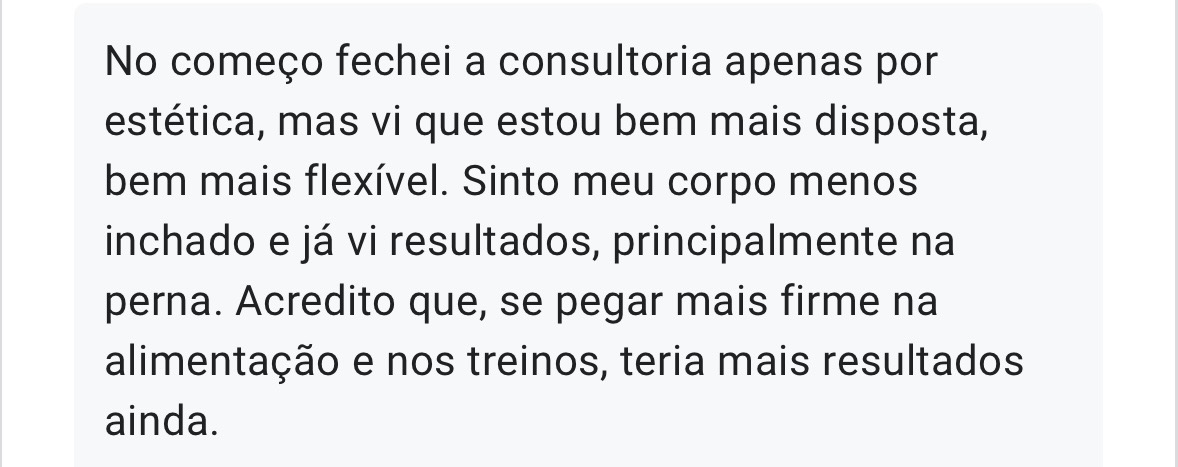 No começo fechei a consultoria apenas por
estética, mas vi que estou bem mais disposta,
bem mais flexível. Sinto meu corpo menos
inchado e já vi resultados, principalmente na
perna. Acredito que, se pegar mais firme na
alimentação e nos treinos, teria mais resultados
ainda.